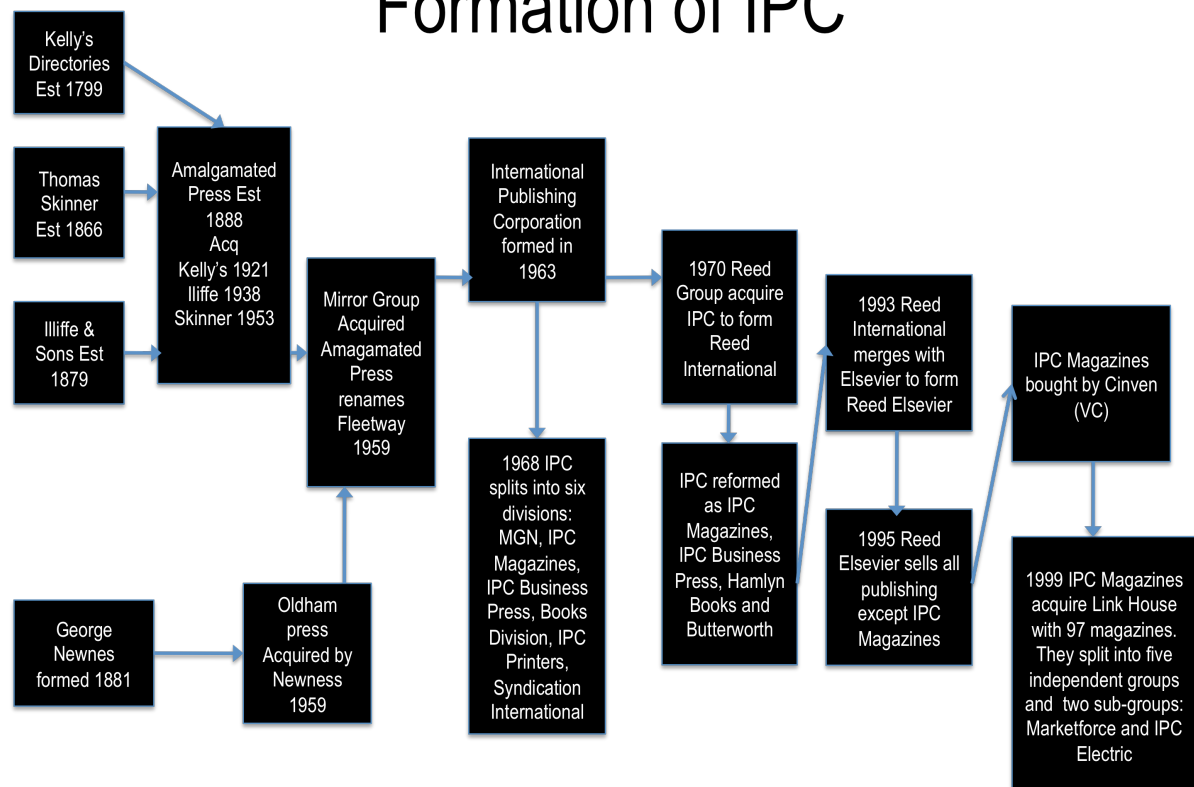 Formation of IPC
Kelly's
Directories
Est 1799
Thomas
Skinner
Est 1866
Illiffe &
Sons Est
1879
Amalgamated
Press Est
1888
Acq
Kelly's 1921
Iliffe 1938
Skinner 1953
Mirror Group
Acquired
Amagamated
Press
renames
Fleetway
1959
George
Newnes
formed 1881
Oldham
press
Acquired by
Newness
1959
International
Publishing
Corporation
formed in
1963
1968 IPC
splits into six
divisions:
MGN, IPC
Magazines,
IPC Business
Press, Books
Division, IPC
Printers,
Syndication
International
1970 Reed
Group acquire
IPC to form
Reed
International
IPC reformed
as IPC
Magazines,
IPC Business
Press, Hamlyn
Books and
Butterworth
1993 Reed
International
merges with
Elsevier to form
Reed Elsevier
1995 Reed
Elsevier sells all
publishing
except IPC
Magazines
IPC Magazines
bought by Cinven
(VC)
1999 IPC Magazines
acquire Link House
with 97 magazines.
They split into five
independent groups
and two sub-groups:
Marketforce and IPC
Electric